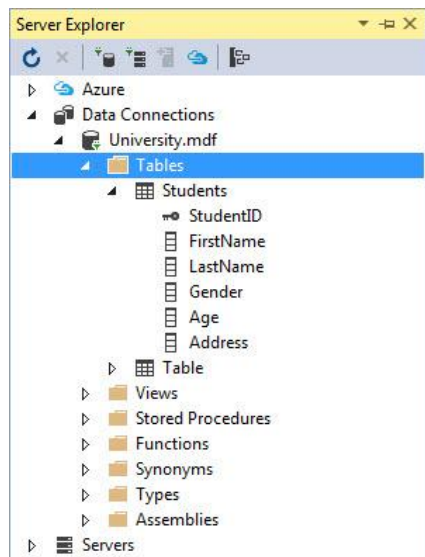 Server Explorer
Azure
Data Connections
University.mdf
Tables
Students
StudentID
FirstName
LastName
Gender
Age
Address
Table
Views
Stored Procedures
Functions
Synonyms
Types
Assemblies
Servers